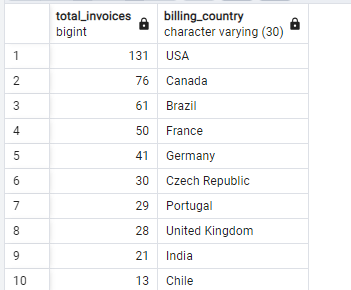 total_invoices billing_country
bigint character varying (30)
1 131 USA
2 76 Canada
3 61 Brazil
4 50 France
5 41 Germany
6 30 Czech Republic
7 29 Portugal
8 28 United Kingdom
9 21 India
10 13 Chile